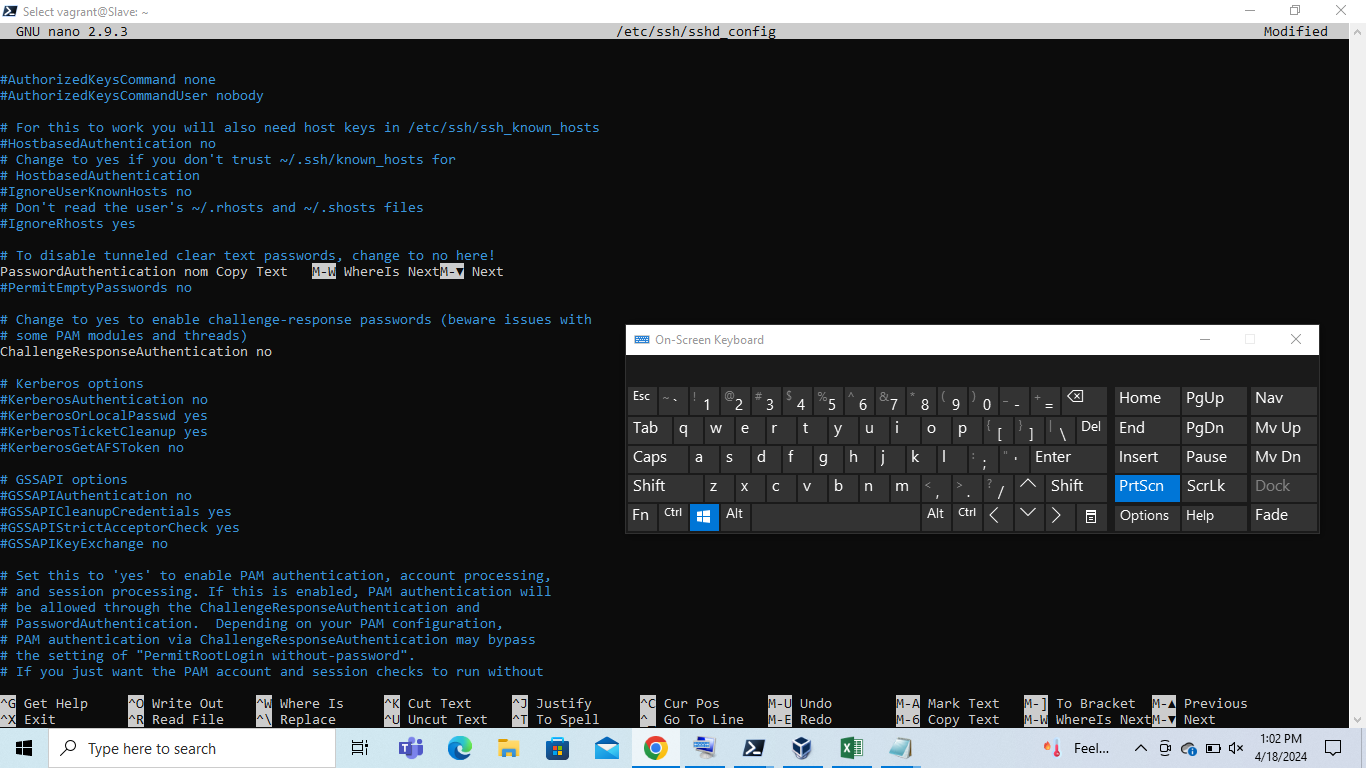 Select vagrant@Slave: ~
GNU nano 2.9.3 /etc/ssh/sshd_config Modified
#AuthorizedKeysCommand none
#AuthorizedKeysCommandUser nobody
# For this to work you will also need host keys in /etc/ssh/ssh_known_hosts
#HostbasedAuthentication no
# Change to yes if you don't trust ~/.ssh/known_hosts for
# HostbasedAuthentication
#IgnoreUserKnownHosts no
# Don't read the user's ~/.rhosts and ~/.shosts files
#IgnoreRhosts yes
# To disable tunneled clear text passwords, change to no here!
PasswordAuthentication nom Copy Text M-W WhereIs NextM-▼ Next
#PermitEmptyPasswords no
# Change to yes to enable challenge-response passwords (beware issues with
# some PAM modules and threads)
ChallengeResponseAuthentication no
# Kerberos options
#KerberosAuthentication no
#KerberosOrLocalPasswd yes
#KerberosTicketCleanup yes
#KerberosGetAFSToken no
# GSSAPI options
#GSSAPIAuthentication no
#GSSAPICleanupCredentials yes
#GSSAPIStrictAcceptorCheck yes
#GSSAPIKeyExchange no
# Set this to 'yes' to enable PAM authentication, account processing,
# and session processing. If this is enabled, PAM authentication will
# be allowed through the ChallengeResponseAuthentication and
# PasswordAuthentication.  Depending on your PAM configuration,
# PAM authentication via ChallengeResponseAuthentication may bypass
# the setting of "PermitRootLogin without-password".
# If you just want the PAM account and session checks to run without
^G Get Help ^O Write Out ^W Where Is ^K Cut Text ^J Justify ^C Cur Pos M-U Undo M-A Mark Text M-] To Bracket M-▲ Previous
^X Exit ^R Read File ^\ Replace ^U Uncut Text ^T To Spell ^_ Go To Line M-E Redo M-6 Copy Text M-W WhereIs NextM-▼ Next
On-Screen Keyboard
Esc ~ ` ! 1 @ 2 # 3 $ 4 % 5 ^ 6 & 7 * 8 ( 9 ) 0 _ - + = Home PgUp Nav
Tab q w e r t y u i o p { [ } ] | \ Del End PgDn Mv Up
Caps a s d f g h j k l : ; " ' Enter Insert Pause Mv Dn
Shift z x c v b n m < , > . ? / Shift PrtScn ScrLk Dock
Fn Ctrl Alt Alt Ctrl Options Help Fade
Type here to search
Feel...
1:02 PM
4/18/2024